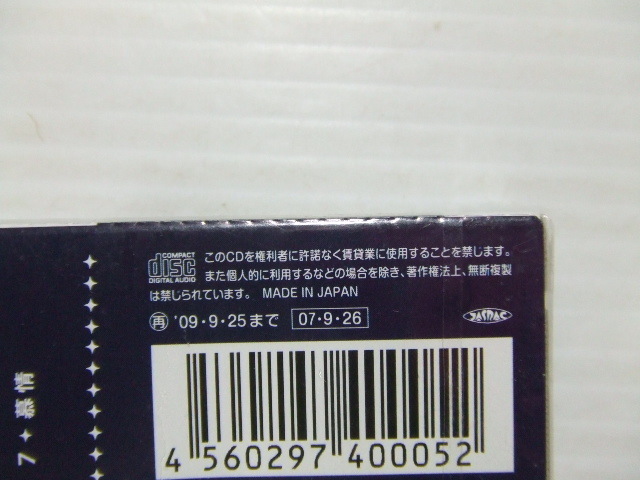 COMPACT
disc
DIGITAL AUDIO
このCDを権利者に許諾なく賃貸業に使用することを禁じます。
また個人的に利用するなどの場合を除き、著作権法上、無断複製
は禁じられています。 MADE IN JAPAN
再 '09・9・25まで 07・9・26
JASRAC
4 560297 400052
7✦慕情